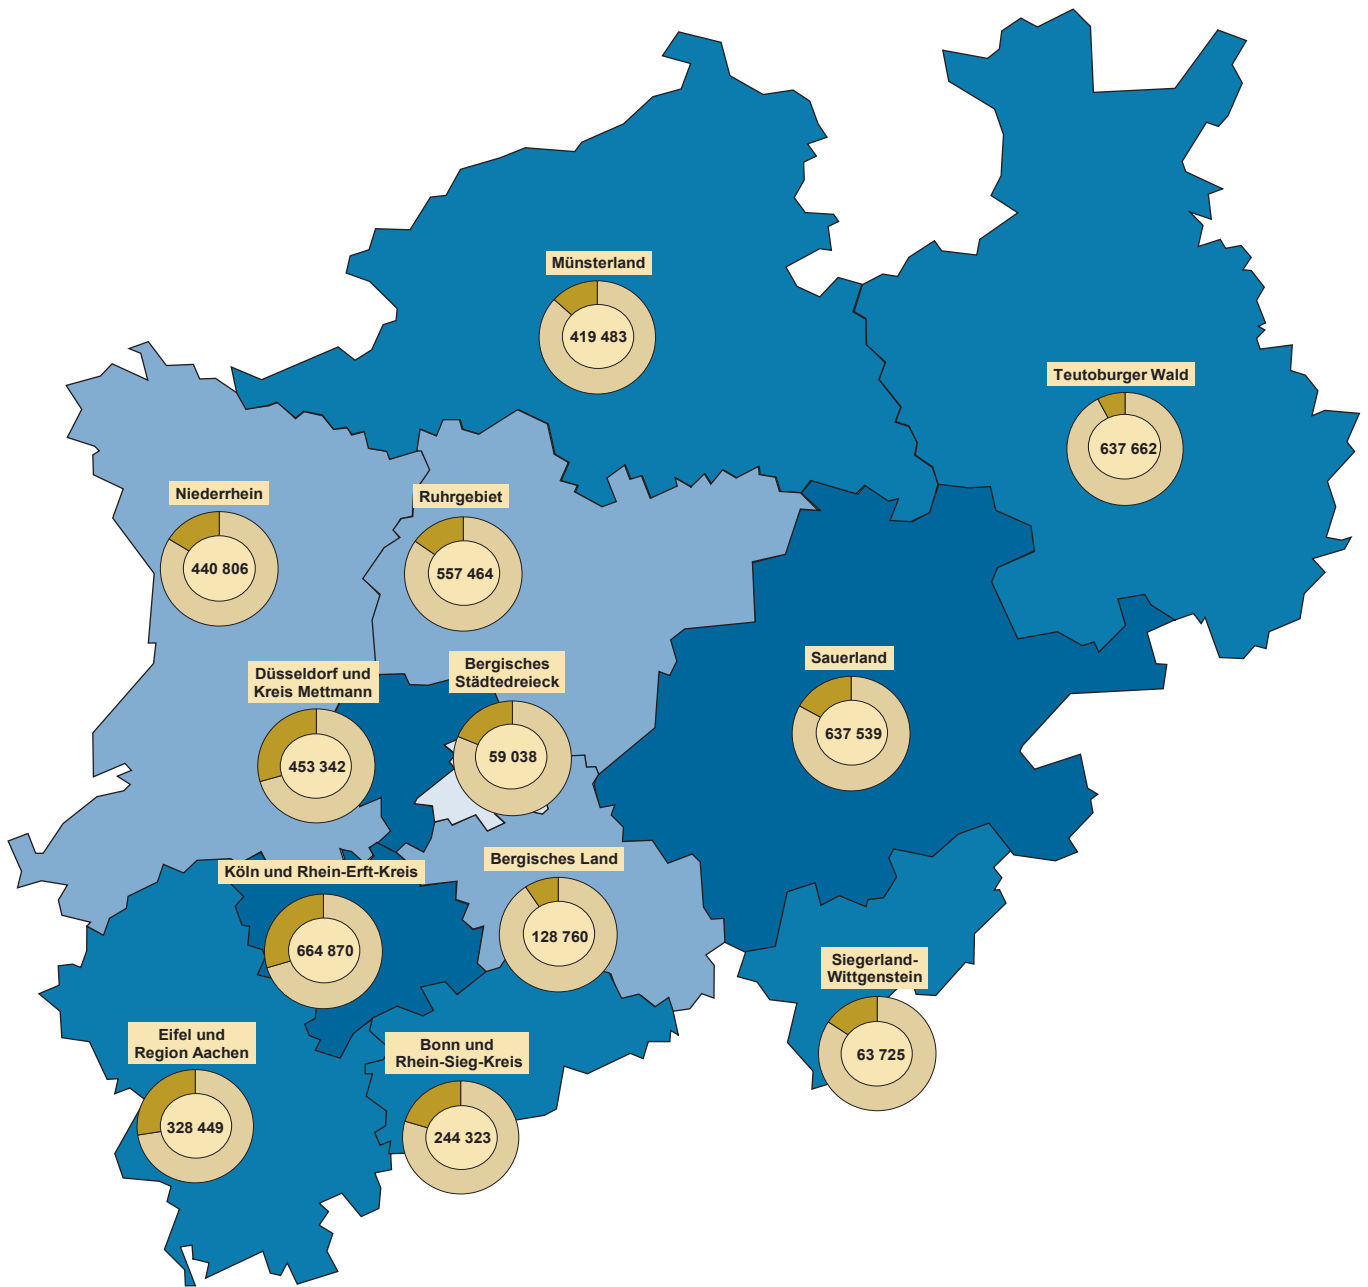 Münsterland
419 483
Teutoburger Wald
637 662
Niederrhein
440 806
Ruhrgebiet
557 464
Düsseldorf und
Kreis Mettmann
453 342
Bergisches
Städtedreieck
59 038
Sauerland
637 539
Köln und Rhein-Erft-Kreis
664 870
Bergisches Land
128 760
Siegerland-
Wittgenstein
63 725
Eifel und
Region Aachen
328 449
Bonn und
Rhein-Sieg-Kreis
244 323